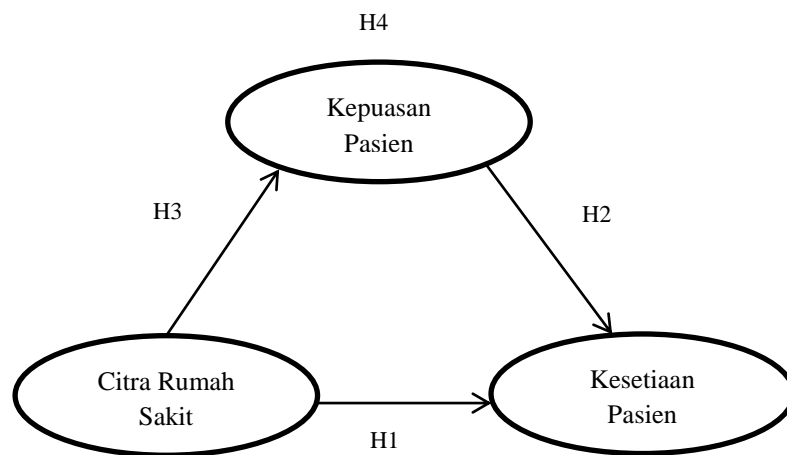 H4
Kepuasan
Pasien
H3
H2
Citra Rumah
Sakit
Kesetiaan
Pasien
H1